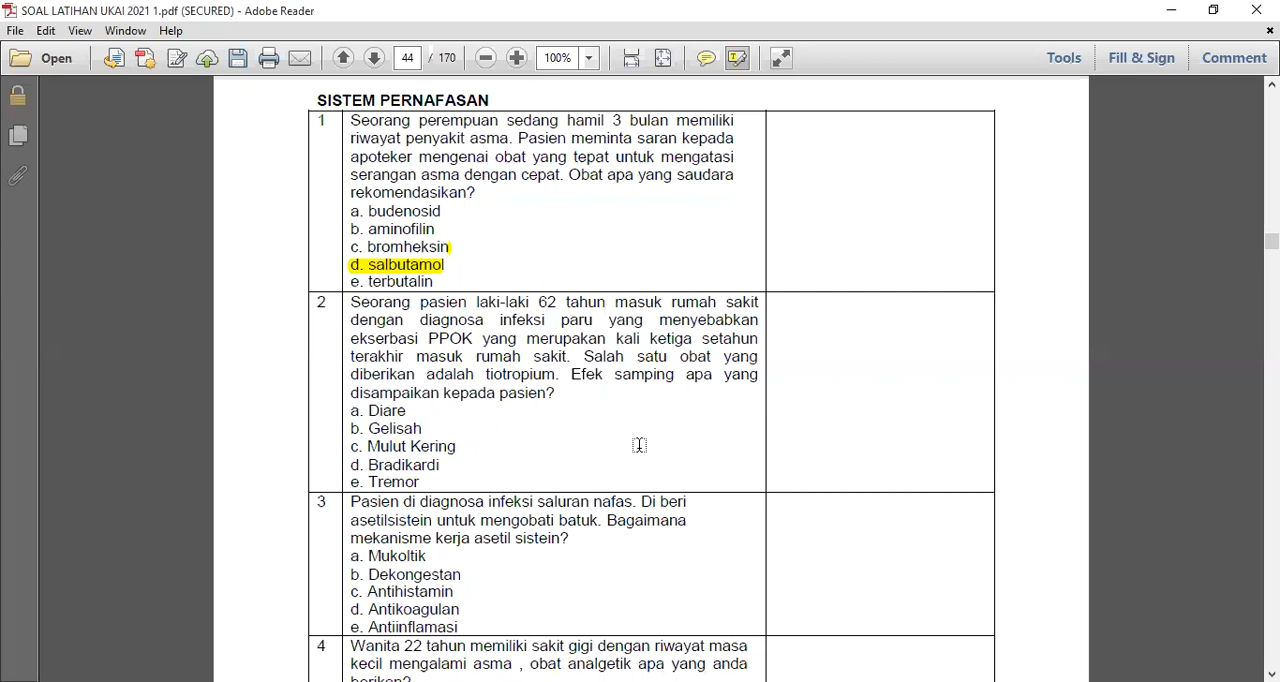 SOAL LATIHAN UKAI 2021 1.pdf (SECURED) - Adobe Reader
File Edit View Window Help
Open 44 / 170 100% Tools Fill & Sign Comment
SISTEM PERNAFASAN
1 Seorang perempuan sedang hamil 3 bulan memiliki
riwayat penyakit asma. Pasien meminta saran kepada
apoteker mengenai obat yang tepat untuk mengatasi
serangan asma dengan cepat. Obat apa yang saudara
rekomendasikan?
a. budenosid
b. aminofilin
c. bromheksin
d. salbutamol
e. terbutalin
2 Seorang pasien laki-laki 62 tahun masuk rumah sakit
dengan diagnosa infeksi paru yang menyebabkan
ekserbasi PPOK yang merupakan kali ketiga setahun
terakhir masuk rumah sakit. Salah satu obat yang
diberikan adalah tiotropium. Efek samping apa yang
disampaikan kepada pasien?
a. Diare
b. Gelisah
c. Mulut Kering
d. Bradikardi
e. Tremor
3 Pasien di diagnosa infeksi saluran nafas. Di beri
asetilsistein untuk mengobati batuk. Bagaimana
mekanisme kerja asetil sistein?
a. Mukoltik
b. Dekongestan
c. Antihistamin
d. Antikoagulan
e. Antiinflamasi
4 Wanita 22 tahun memiliki sakit gigi dengan riwayat masa
kecil mengalami asma , obat analgetik apa yang anda
berikan?